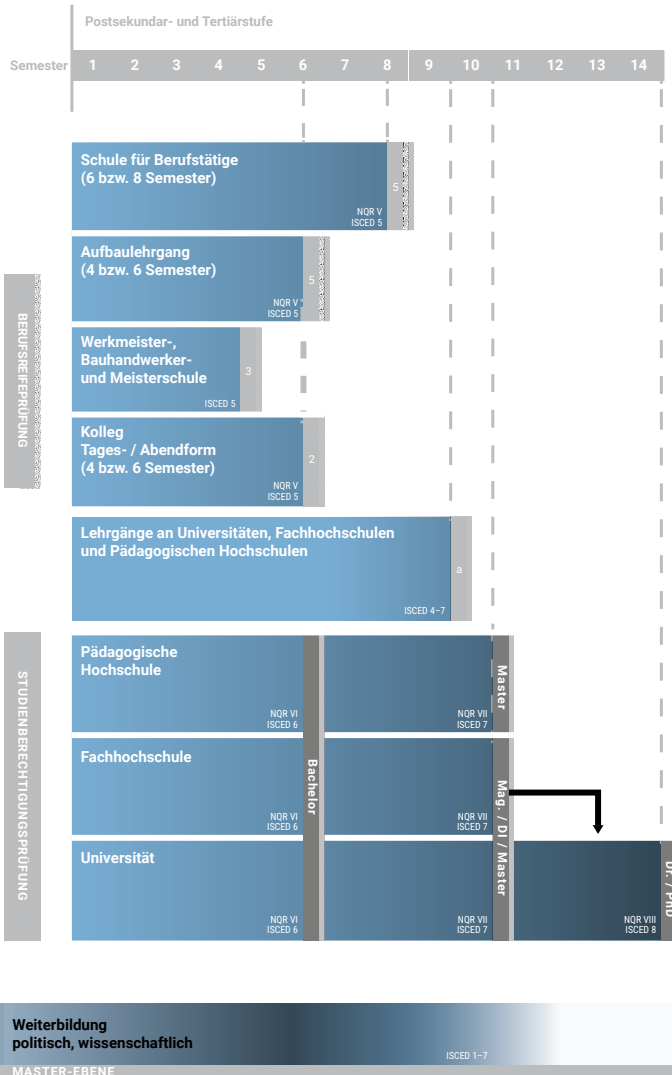 Postsekundar- und Tertiärstufe
Semester 1 2 3 4 5 6 7 8 9 10 11 12 13 14
BERUFSREIFEPRÜFUNG
Schule für Berufstätige
(6 bzw. 8 Semester)
NQR V
ISCED 5
5
Aufbaulehrgang
(4 bzw. 6 Semester)
NQR V
ISCED 5
5
Werkmeister-,
Bauhandwerker-
und Meisterschule
ISCED 5
3
Kolleg
Tages- / Abendform
(4 bzw. 6 Semester)
NQR V
ISCED 5
2
Lehrgänge an Universitäten, Fachhochschulen
und Pädagogischen Hochschulen
ISCED 4–7
a
STUDIENBERECHTIGUNGSPRÜFUNG
Pädagogische
Hochschule
NQR VI
ISCED 6
NQR VII
ISCED 7
Master
Fachhochschule
NQR VI
ISCED 6
Bachelor
NQR VII
ISCED 7
Mag. / DI / Master
Universität
NQR VI
ISCED 6
NQR VII
ISCED 7
NQR VIII
ISCED 8
Dr. / PhD
Weiterbildung
politisch, wissenschaftlich
ISCED 1–7
MASTER-EBENE